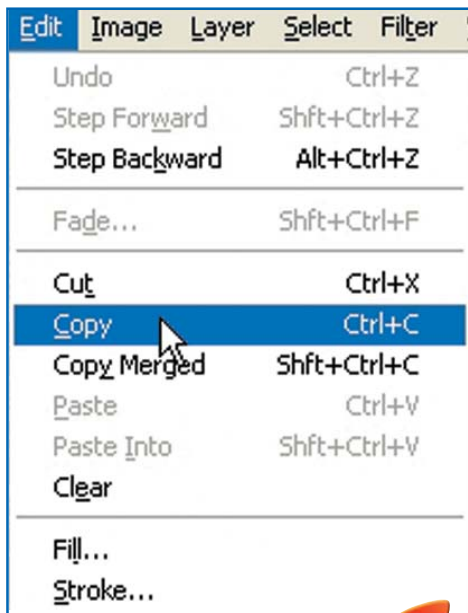 Edit Image Layer Select Filter
Undo Ctrl+Z
Step Forward Shft+Ctrl+Z
Step Backward Alt+Ctrl+Z
Fade... Shft+Ctrl+F
Cut Ctrl+X
Copy Ctrl+C
Copy Merged Shft+Ctrl+C
Paste Ctrl+V
Paste Into Shft+Ctrl+V
Clear
Fill...
Stroke...